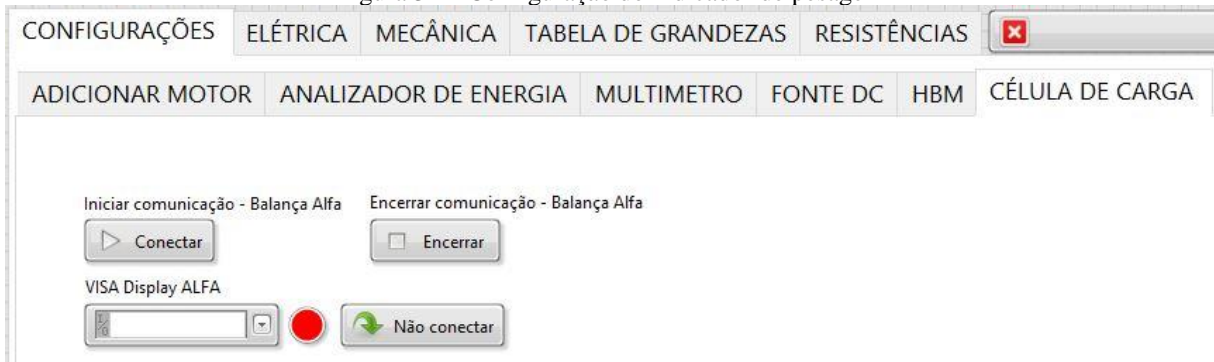 CONFIGURAÇÕES ELÉTRICA MECÂNICA TABELA DE GRANDEZAS RESISTÊNCIAS
ADICIONAR MOTOR ANALIZADOR DE ENERGIA MULTIMETRO FONTE DC HBM CÉLULA DE CARGA
Iniciar comunicação - Balança Alfa Encerrar comunicação - Balança Alfa
Conectar Encerrar
VISA Display ALFA
I/O Não conectar